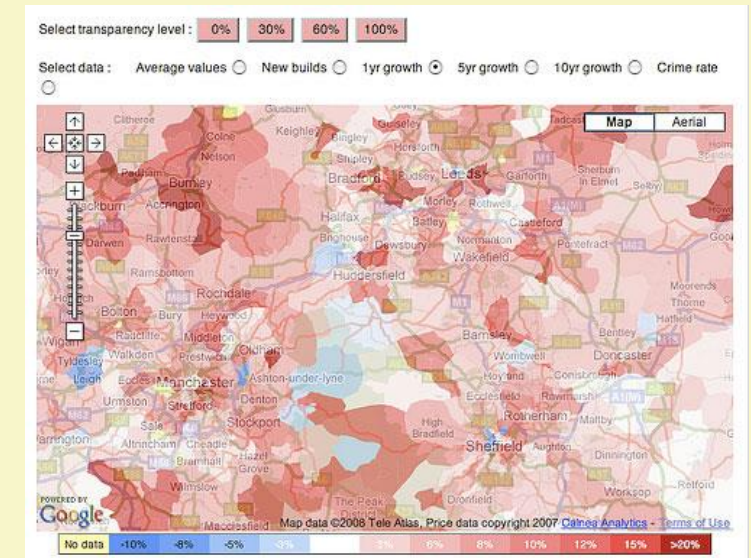 Select transparency level : 0% 30% 60% 100%
Select data : Average values New builds 1yr growth 5yr growth 10yr growth Crime rate
Map Aerial
Clitheroe
Glusburn
Keighley
Bingley
Guiseley
Colne
Nelson
Shipley
Horsforth
M1
Padiham
Burnley
Bradford
Pudsey
Leeds
Garforth
Sherburn
in Elmet
Selby
Accrington
Morley
Rothwell
A1(M)
Halifax
Batley
Castleford
Darwen
Rawtenstall
Brighouse
Dewsbury
Normanton
Wakefield
Pontefract
M62
Ramsbottom
Huddersfield
Rochdale
M1
Moorends
Thorne
Bolton
Bury
Heywood
Hatfield
Radcliffe
Middleton
Barnsley
Bentley
Wigan
Walkden
Prestwich
Oldham
Wombwell
Doncaster
Tyldesley
Leigh
Eccles
Manchester
Ashton-under-lyne
Hoyland
Conisbrough
Urmston
Stretford
Denton
Ecclesfield
Rawmarsh
A1(M)
Sale
Stockport
High
Bradfield
Rotherham
Maltby
Altrincham
Cheadle
Sheffield
Aughton
Bramhall
Hazel
Grove
Dinnington
Wilmslow
Retford
Worksop
The Peak
District
Dronfield
Macclesfield
POWERED BY
Google
Map data ©2008 Tele Atlas, Price data copyright 2007 Calnea Analytics - Terms of Use
No data -10% -8% -5% -3% 3% 6% 8% 10% 12% 15% >20%